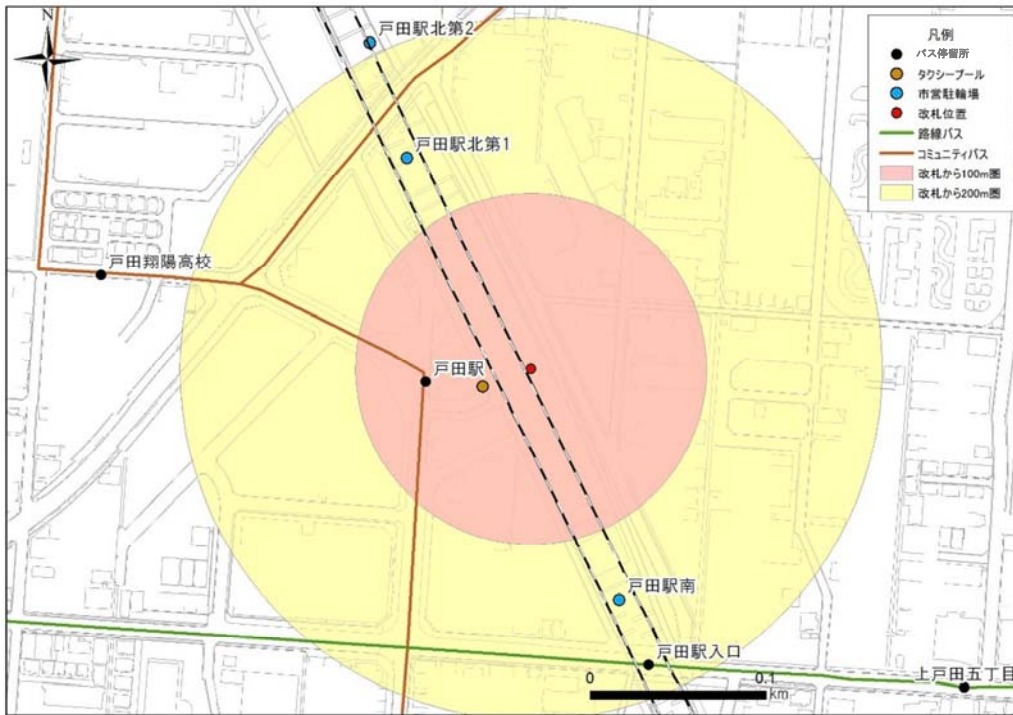 N
戸田駅北第2
戸田駅北第1
戸田翔陽高校
戸田駅
戸田駅南
戸田駅入口
上戸田五丁目
0 0.1
km
凡例
バス停留所
タクシープール
市営駐輪場
改札位置
路線バス
コミュニティバス
改札から100m圏
改札から200m圏